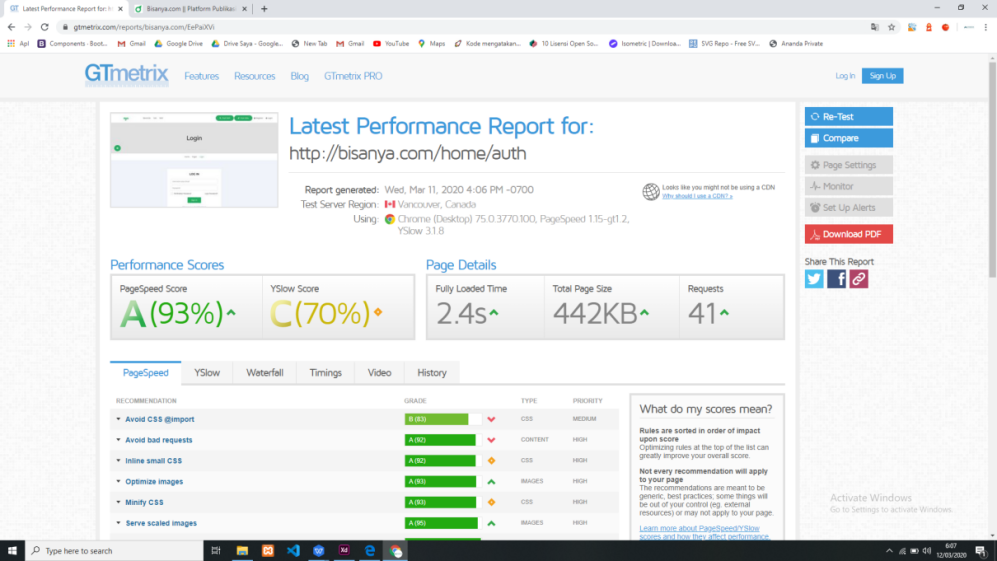 Latest Performance Report for: h
Bisanya.com || Platform Publikas
gtmetrix.com/reports/bisanya.com/EePaiXVi
Apl
Components - Boot...
Gmail
Google Drive
Drive Saya - Google...
New Tab
Gmail
YouTube
Maps
Kode mengatakan...
10 Lisensi Open So...
Isometric | Downloa...
SVG Repo - Free SV...
Ananda Private
GTmetrix
Features
Resources
Blog
GTmetrix PRO
Log In
Sign Up
Login
LOG IN
Latest Performance Report for:
http://bisanya.com/home/auth
Report generated: Wed, Mar 11, 2020 4:06 PM -0700
Test Server Region: Vancouver, Canada
Using: Chrome (Desktop) 75.0.3770.100, PageSpeed 1.15-gt1.2,
YSlow 3.1.8
Looks like you might not be using a CDN
Why should I use a CDN? »
Re-Test
Compare
Page Settings
Monitor
Set Up Alerts
Download PDF
Share This Report
Performance Scores
PageSpeed Score
A(93%)
YSlow Score
C(70%)
Page Details
Fully Loaded Time
2.4s
Total Page Size
442KB
Requests
41
PageSpeed
YSlow
Waterfall
Timings
Video
History
RECOMMENDATION GRADE TYPE PRIORITY
Avoid CSS @import B (83) CSS MEDIUM
Avoid bad requests A (92) CONTENT HIGH
Inline small CSS A (92) CSS HIGH
Optimize images A (93) IMAGES HIGH
Minify CSS A (93) CSS HIGH
Serve scaled images A (95) IMAGES HIGH
What do my scores mean?
Rules are sorted in order of impact
upon score
Optimizing rules at the top of the list can
greatly improve your overall score.
Not every recommendation will apply
to your page
The recommendations are meant to be
generic, best practices; some things will
be out of your control (eg. external
resources) or may not apply to your page.
Learn more about PageSpeed/YSlow
scores and how they affect performance.
Activate Windows
Go to Settings to activate Windows.
Type here to search
6:07
12/03/2020